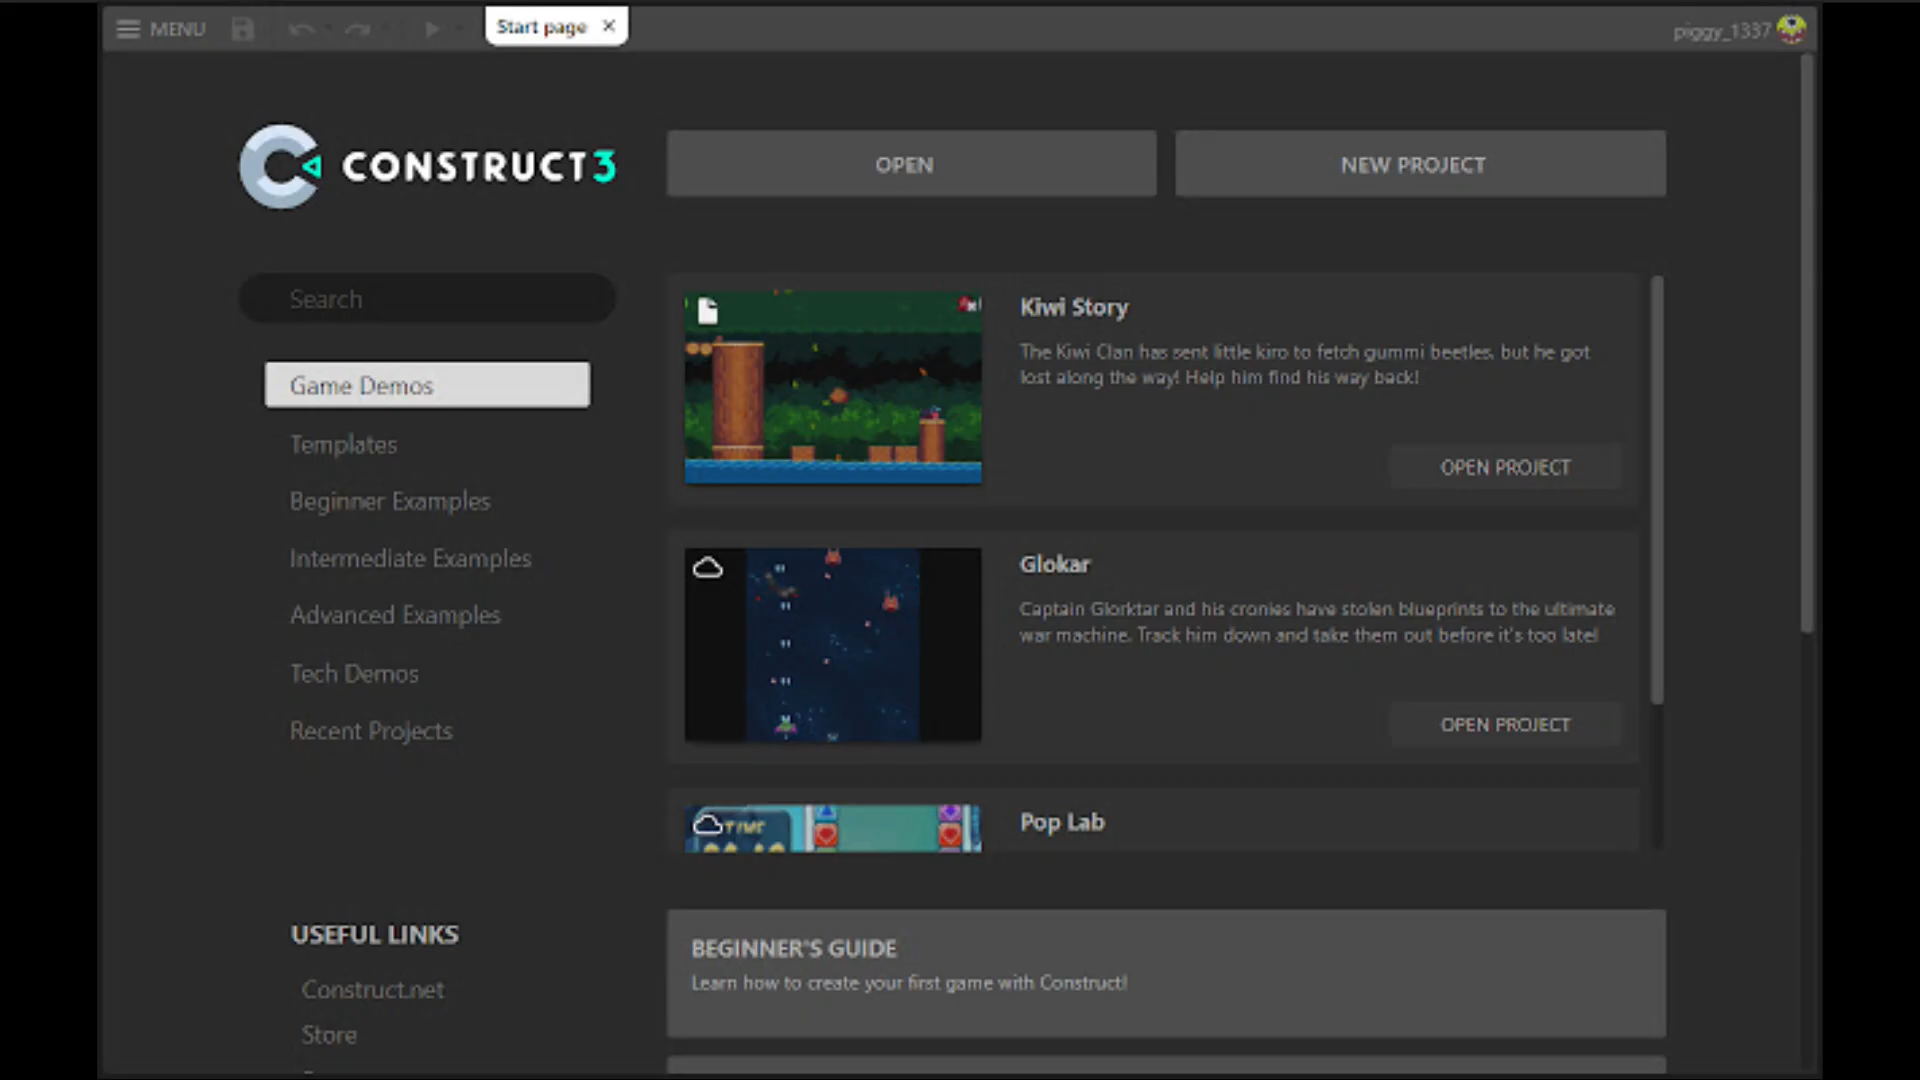 MENU
Start page
piggy_1337
CONSTRUCT3
OPEN
NEW PROJECT
Search
Game Demos
Templates
Beginner Examples
Intermediate Examples
Advanced Examples
Tech Demos
Recent Projects
Kiwi Story
The Kiwi Clan has sent little kiro to fetch gummi beetles, but he got
lost along the way! Help him find his way back!
OPEN PROJECT
Glokar
Captain Glorktar and his cronies have stolen blueprints to the ultimate
war machine. Track him down and take them out before it's too late!
OPEN PROJECT
TIME
Pop Lab
USEFUL LINKS
Construct.net
Store
BEGINNER'S GUIDE
Learn how to create your first game with Construct!